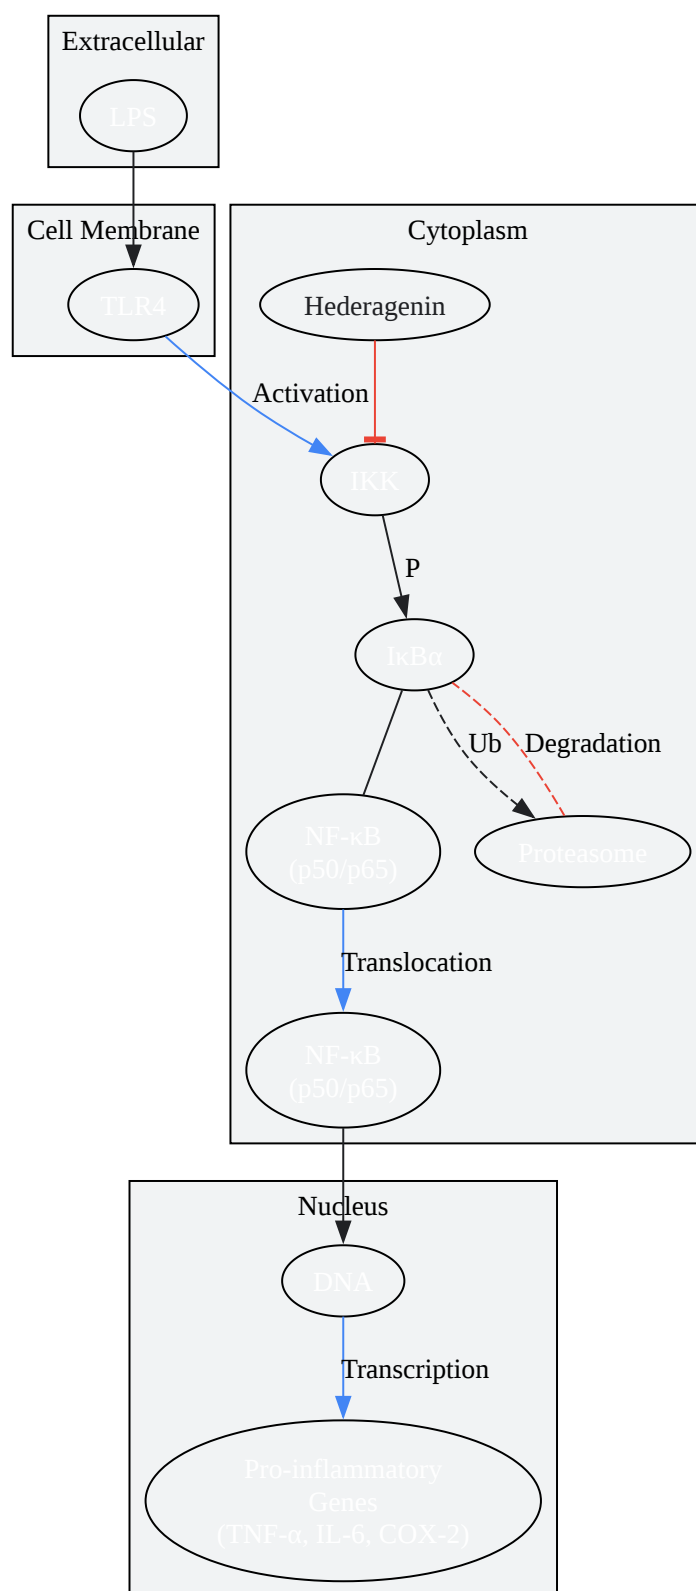 Extracellular
LPS
Cell Membrane
TLR4
Cytoplasm
Hederagenin
Activation
IKK
P
IκBα
Ub
Degradation
NF-κB
(p50/p65)
Proteasome
Translocation
NF-κB
(p50/p65)
Nucleus
DNA
Transcription
Pro-inflammatory
Genes
(TNF-α, IL-6, COX-2)